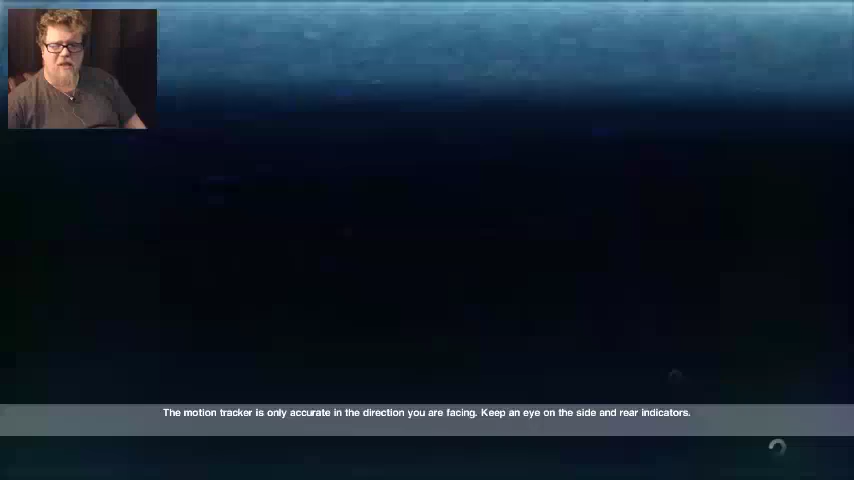 The motion tracker is only accurate in the direction you are facing. Keep an eye on the side and rear indicators.